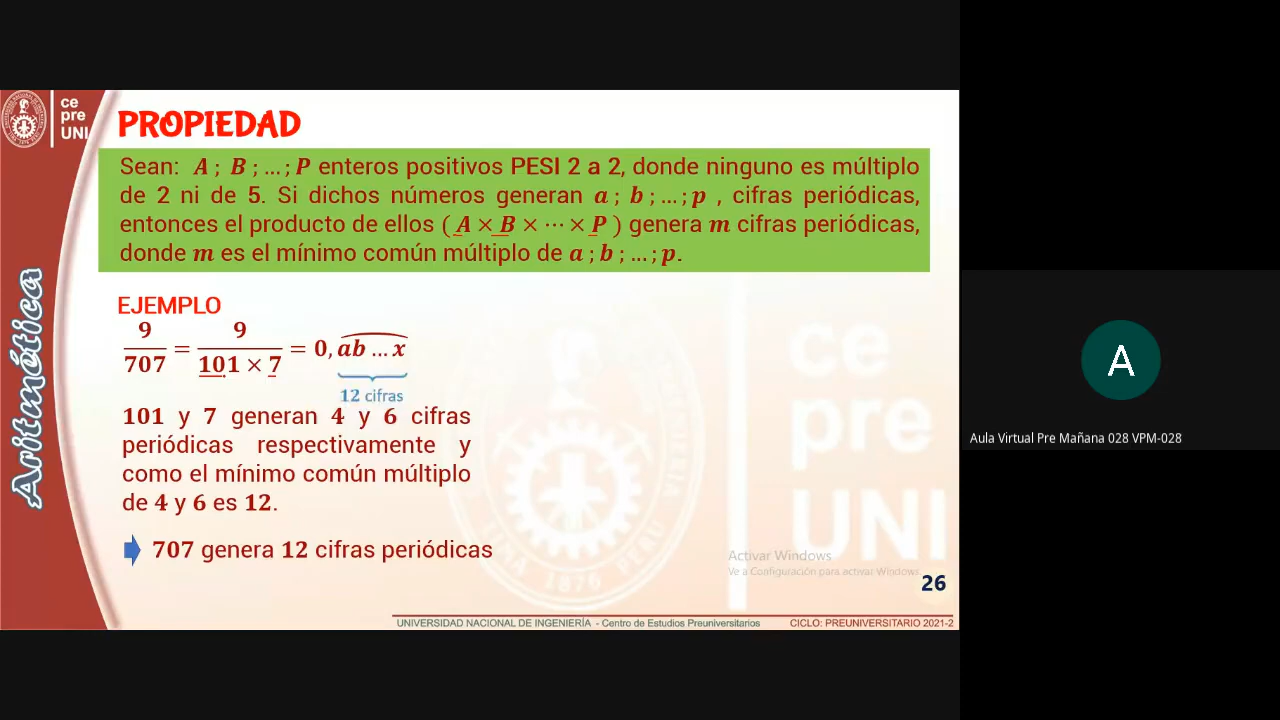 ce
pre
UNI
PROPIEDAD
Sean: A ; B ; ... ; P enteros positivos PESI 2 a 2, donde ninguno es múltiplo
de 2 ni de 5. Si dichos números generan a ; b ; ... ; p , cifras periódicas,
entonces el producto de ellos ( A × B × ⋯ × P ) genera m cifras periódicas,
donde m es el mínimo común múltiplo de a ; b ; ... ; p.
Aritmética
EJEMPLO
9/707 = 9/(101 × 7) = 0, ab ... x
12 cifras
101 y 7 generan 4 y 6 cifras
periódicas respectivamente y
como el mínimo común múltiplo
de 4 y 6 es 12.
707 genera 12 cifras periódicas
ce
pre
UNI
1876
Activar Windows
Ve a Configuración para activar Windows.
26
UNIVERSIDAD NACIONAL DE INGENIERÍA - Centro de Estudios Preuniversitarios CICLO: PREUNIVERSITARIO 2021-2
A
Aula Virtual Pre Mañana 028 VPM-028